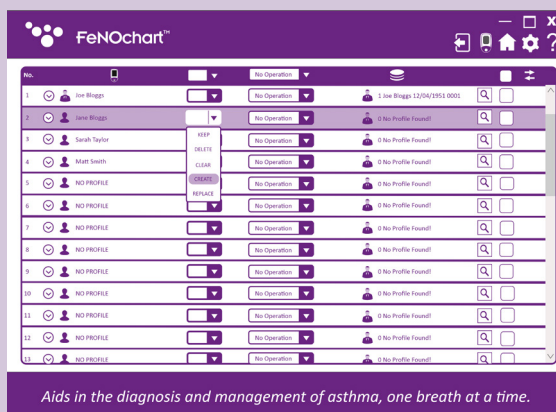 FeNOchart™
No. No Operation
1 Joe Bloggs No Operation 1 Joe Bloggs 12/04/1951 0001
2 Jane Bloggs No Operation 0 No Profile Found!
KEEP
3 Sarah Taylor No Operation 0 No Profile Found!
DELETE
4 Matt Smith CLEAR No Operation 0 No Profile Found!
CREATE
5 NO PROFILE No Operation 0 No Profile Found!
REPLACE
6 NO PROFILE No Operation 0 No Profile Found!
7 NO PROFILE No Operation 0 No Profile Found!
8 NO PROFILE No Operation 0 No Profile Found!
9 NO PROFILE No Operation 0 No Profile Found!
10 NO PROFILE No Operation 0 No Profile Found!
11 NO PROFILE No Operation 0 No Profile Found!
12 NO PROFILE No Operation 0 No Profile Found!
13 NO PROFILE No Operation 0 No Profile Found!
Aids in the diagnosis and management of asthma, one breath at a time.